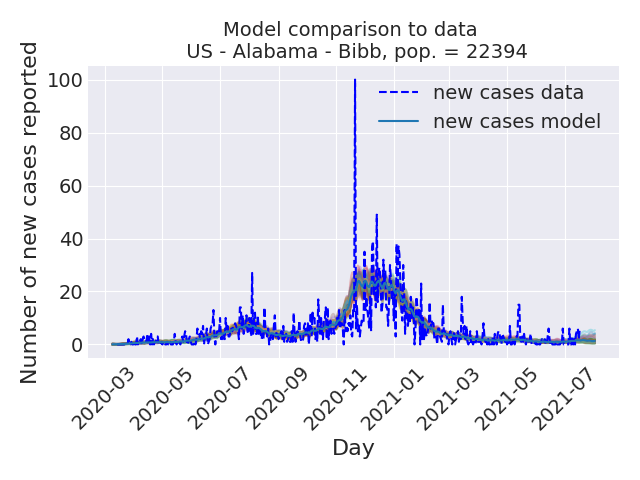 Model comparison to data
US - Alabama - Bibb, pop. = 22394
Number of new cases reported
100
80
60
40
20
0
new cases data
new cases model
2020-03
2020-05
2020-07
2020-09
2020-11
2021-01
2021-03
2021-05
2021-07
Day